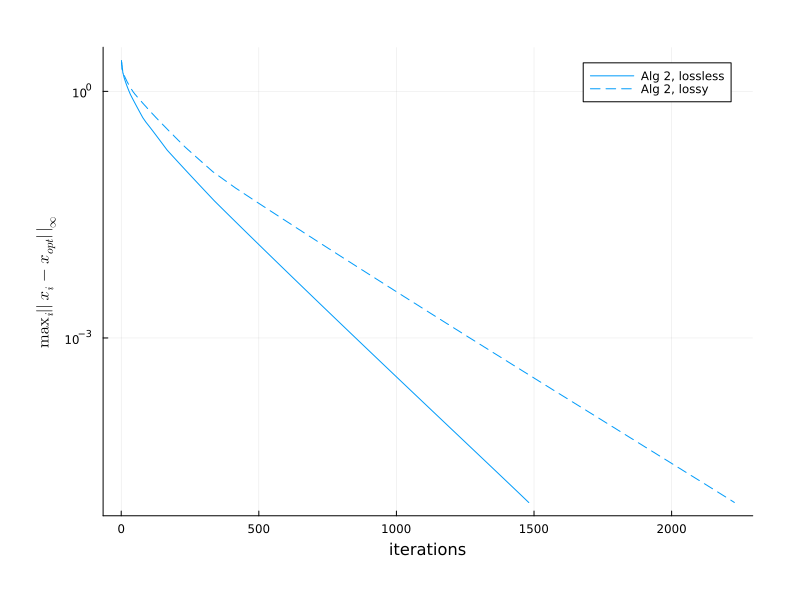 Alg 2, lossless
Alg 2, lossy
10^0
10^-3
max_i || x_i − x_opt ||_∞
0 500 1000 1500 2000
iterations